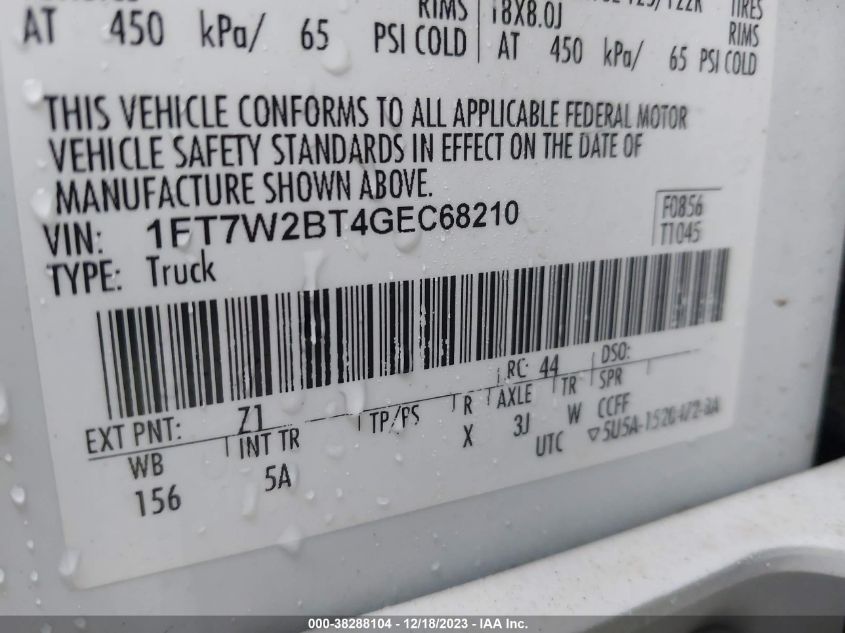 RIMS 18X8.0J TIRES
AT 450 kPa/ 65 PSI COLD AT 450 kPa/ 65 PSI COLD RIMS
THIS VEHICLE CONFORMS TO ALL APPLICABLE FEDERAL MOTOR
VEHICLE SAFETY STANDARDS IN EFFECT ON THE DATE OF
MANUFACTURE SHOWN ABOVE.
VIN: 1FT7W2BT4GEC68210 F0856
TYPE: Truck T1045
RC: 44 DSO:
EXT PNT: Z1
WB INT TR TP/PS R AXLE TR SPR
156 5A X 3J W CCFF
UTC
000-38288104 - 12/18/2023 - IAA Inc.